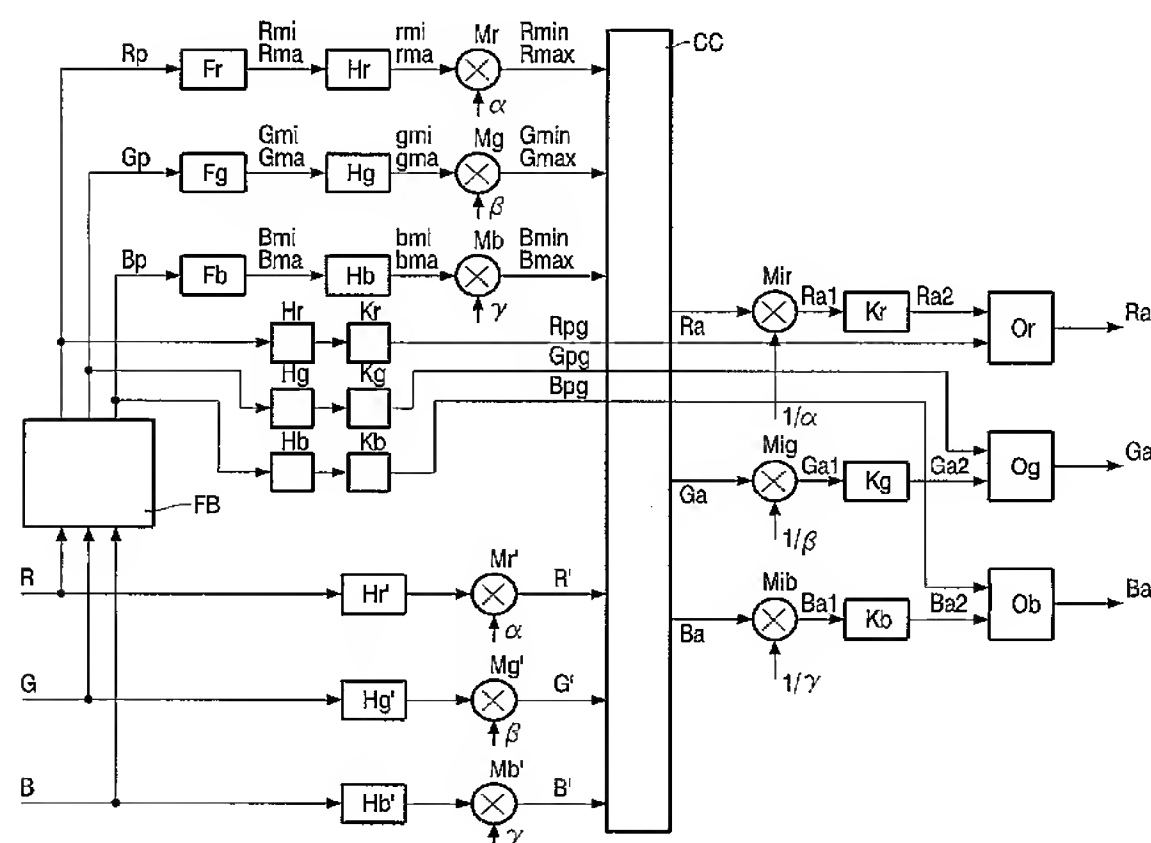 Rp Fr Rmi Rma Hr rmi rma Mr Rmin Rmax α CC
Gp Fg Gmi Gma Hg gmi gma Mg Gmin Gmax β
Bp Fb Bmi Bma Hb bmi bma Mb Bmin Bmax γ
Hr Kr Rpg
Hg Kg Gpg
Hb Kb Bpg
FB
Ra Mir Ra1 Kr Ra2 Or Ra 1/α
Ga Mig Ga1 Kg Ga2 Og Ga 1/β
Ba Mib Ba1 Kb Ba2 Ob Ba 1/γ
R Hr' Mr' R' α
G Hg' Mg' G' β
B Hb' Mb' B' γ